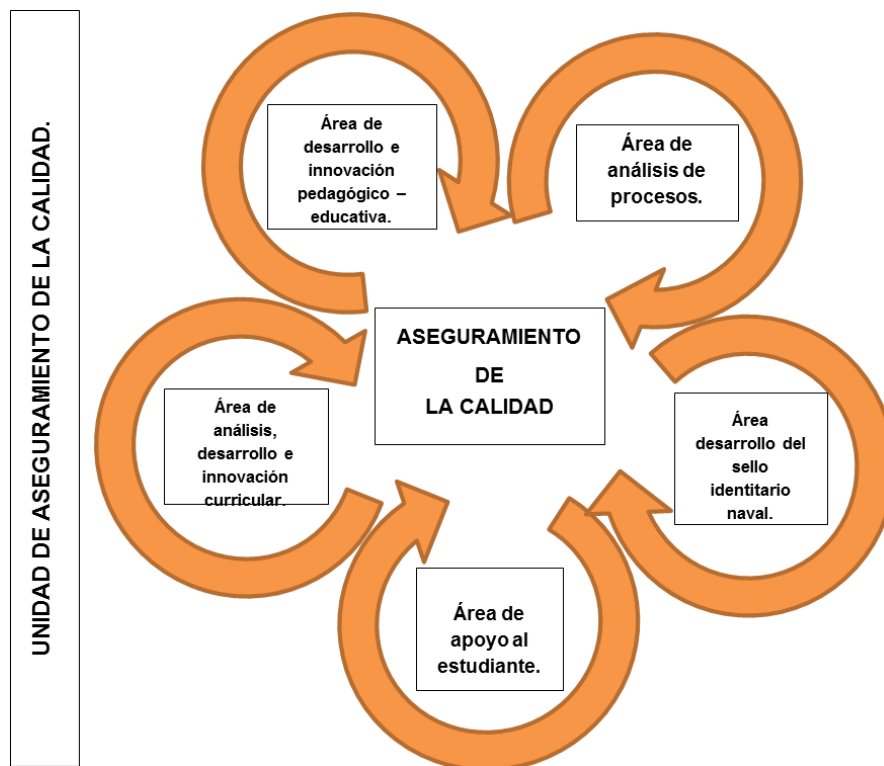 UNIDAD DE ASEGURAMIENTO DE LA CALIDAD.
Área de
desarrollo e
innovación
pedagógico –
educativa.
Área de
análisis de
procesos.
ASEGURAMIENTO
DE
LA CALIDAD
Área de
análisis,
desarrollo e
innovación
curricular.
Área
desarrollo del
sello
identitario
naval.
Área de
apoyo al
estudiante.